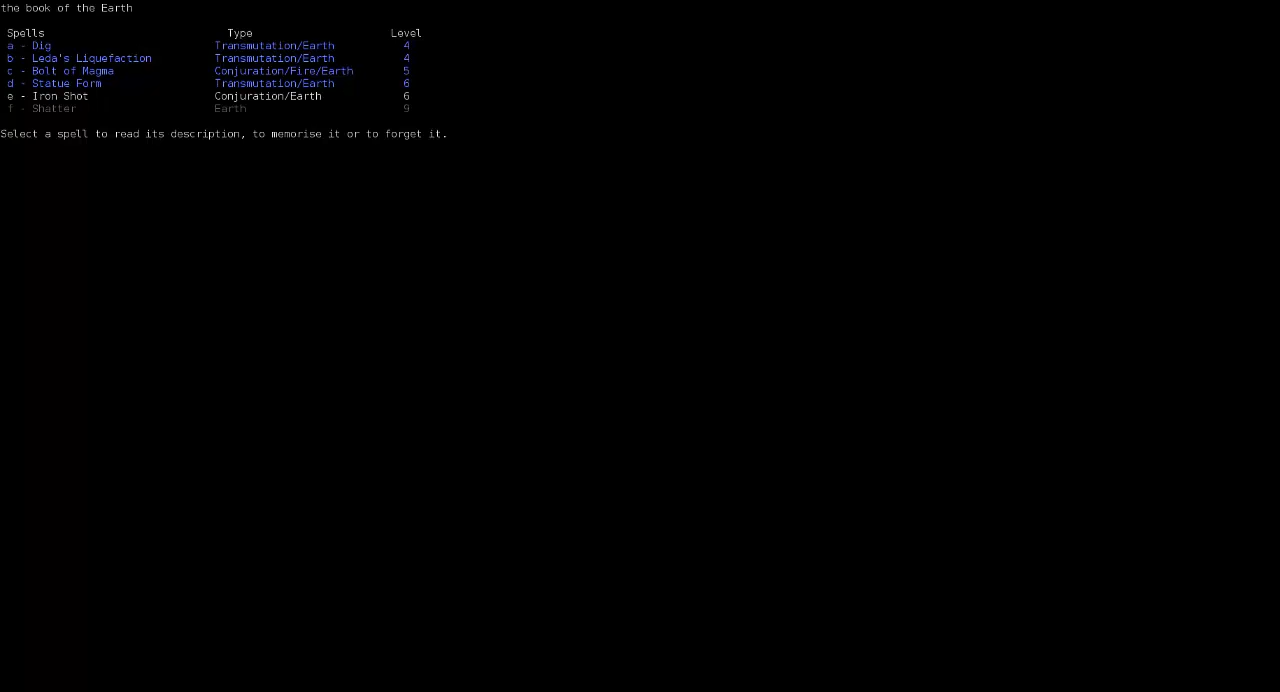 the book of the Earth
Spells Type Level
a - Dig Transmutation/Earth 4
b - Leda's Liquefaction Transmutation/Earth 4
c - Bolt of Magma Conjuration/Fire/Earth 5
d - Statue Form Transmutation/Earth 6
e - Iron Shot Conjuration/Earth 6
f - Shatter Earth 9
Select a spell to read its description, to memorise it or to forget it.